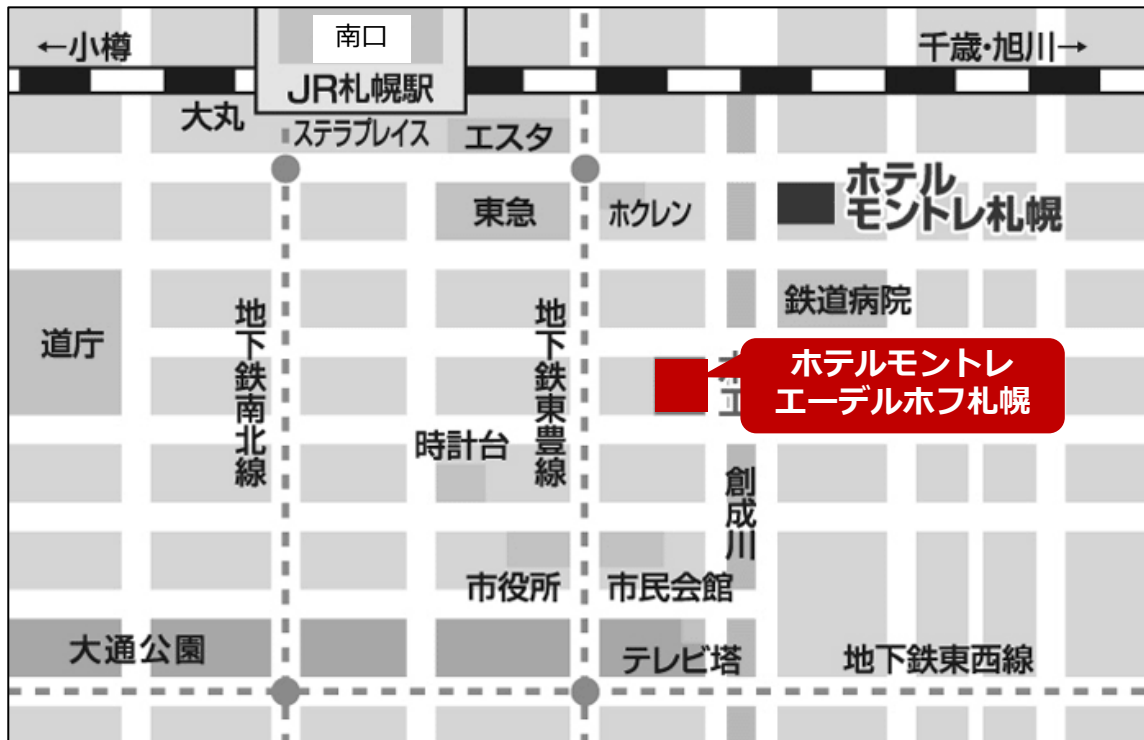 南口
←小樽
千歳・旭川→
JR札幌駅
大丸
ステラプレイス
エスタ
東急
ホクレン
ホテル
モントレ札幌
鉄道病院
道庁
地下鉄南北線
地下鉄東豊線
ホテルモントレ
エーデルホフ札幌
時計台
創成川
市役所
市民会館
大通公園
テレビ塔
地下鉄東西線